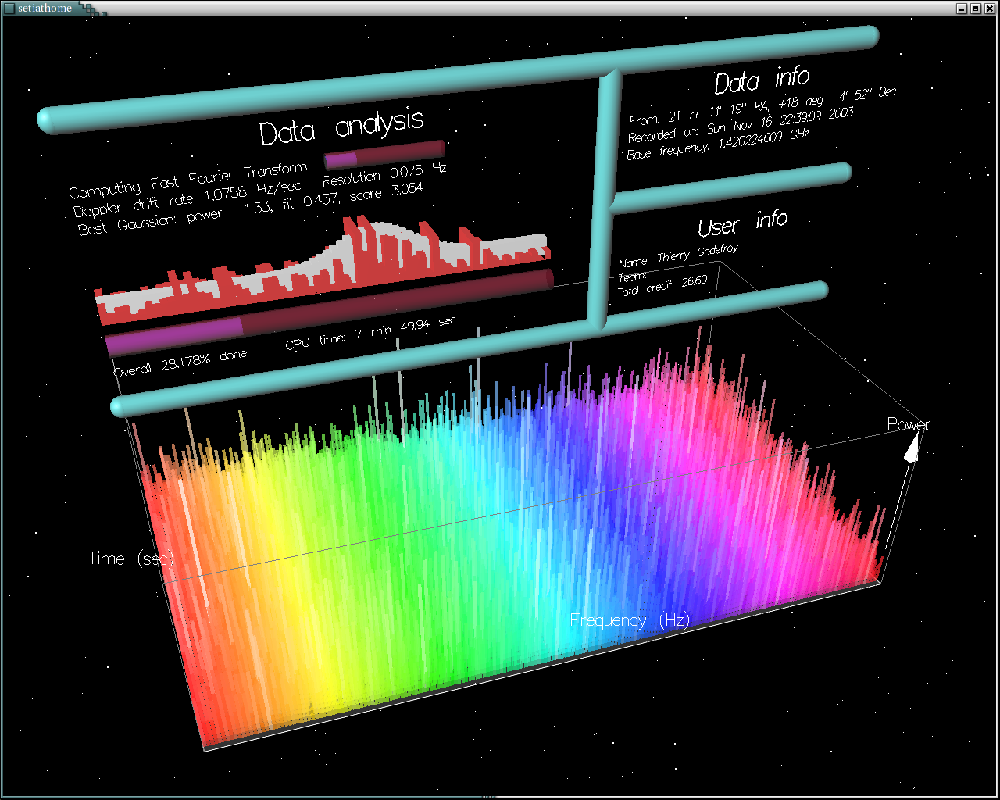 setiathome
Data analysis
Computing Fast Fourier Transform
Doppler drift rate 1.0758 Hz/sec Resolution 0.075 Hz
Best Gaussian: power 1.33, fit 0.437, score 3.054
Overall: 28.178% done CPU time: 7 min 49.94 sec
Data info
From: 21 hr 11' 19'' RA, +18 deg 4' 52'' Dec
Recorded on: Sun Nov 16 22:39:09 2003
Base frequency: 1.420224609 GHz
User info
Name: Thierry Godefroy
Team:
Total credit: 26.60
Power
Time (sec)
Frequency (Hz)